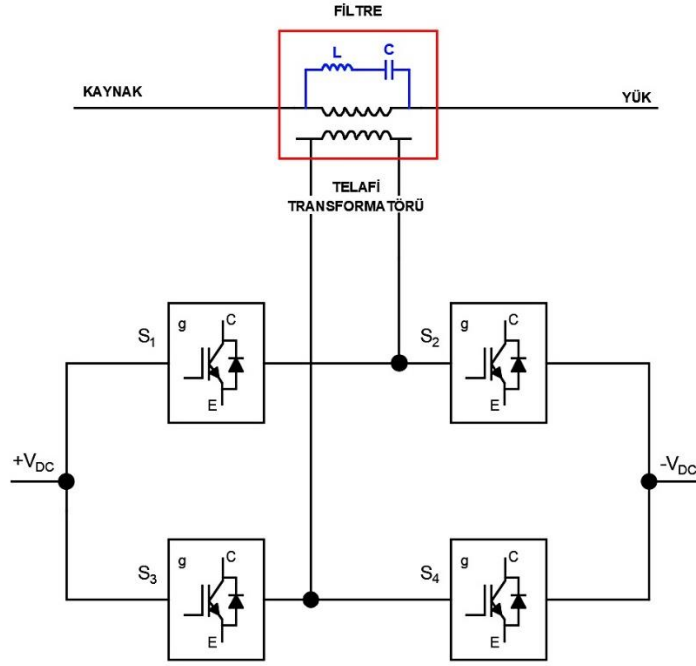 FİLTRE
L
C
KAYNAK
YÜK
TELAFİ
TRANSFORMATÖRÜ
S1
g
C
E
S2
g
C
E
+VDC
-VDC
S3
g
C
E
S4
g
C
E